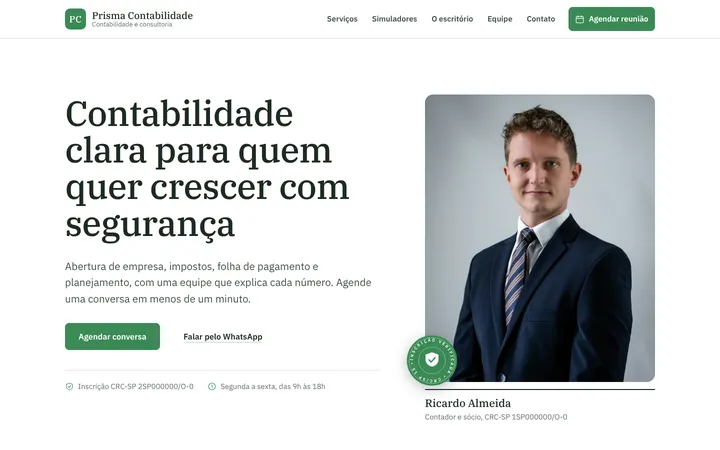 PC
Prisma Contabilidade
Contabilidade e consultoria
Serviços
Simuladores
O escritório
Equipe
Contato
Agendar reunião
Contabilidade
clara para quem
quer crescer com
segurança
Abertura de empresa, impostos, folha de pagamento e
planejamento, com uma equipe que explica cada número. Agende
uma conversa em menos de um minuto.
Agendar conversa
Falar pelo WhatsApp
Inscrição CRC-SP 2SP000000/O-0
Segunda a sexta, das 9h às 18h
INSCRIÇÃO VERIFICADA
Ricardo Almeida
Contador e sócio, CRC-SP 1SP000000/O-0